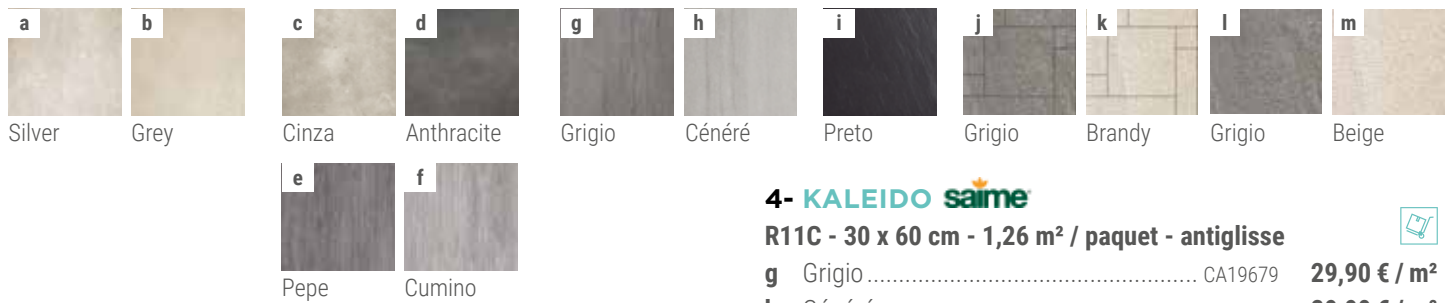 a b c d g h i j k l m
Silver Grey Cinza Anthracite Grigio Cénéré Preto Grigio Brandy Grigio Beige
e f
Pepe Cumino
4- KALEIDO saime
R11C - 30 x 60 cm - 1,26 m² / paquet - antiglisse
g Grigio ................................................ CA19679 29,90 € / m²